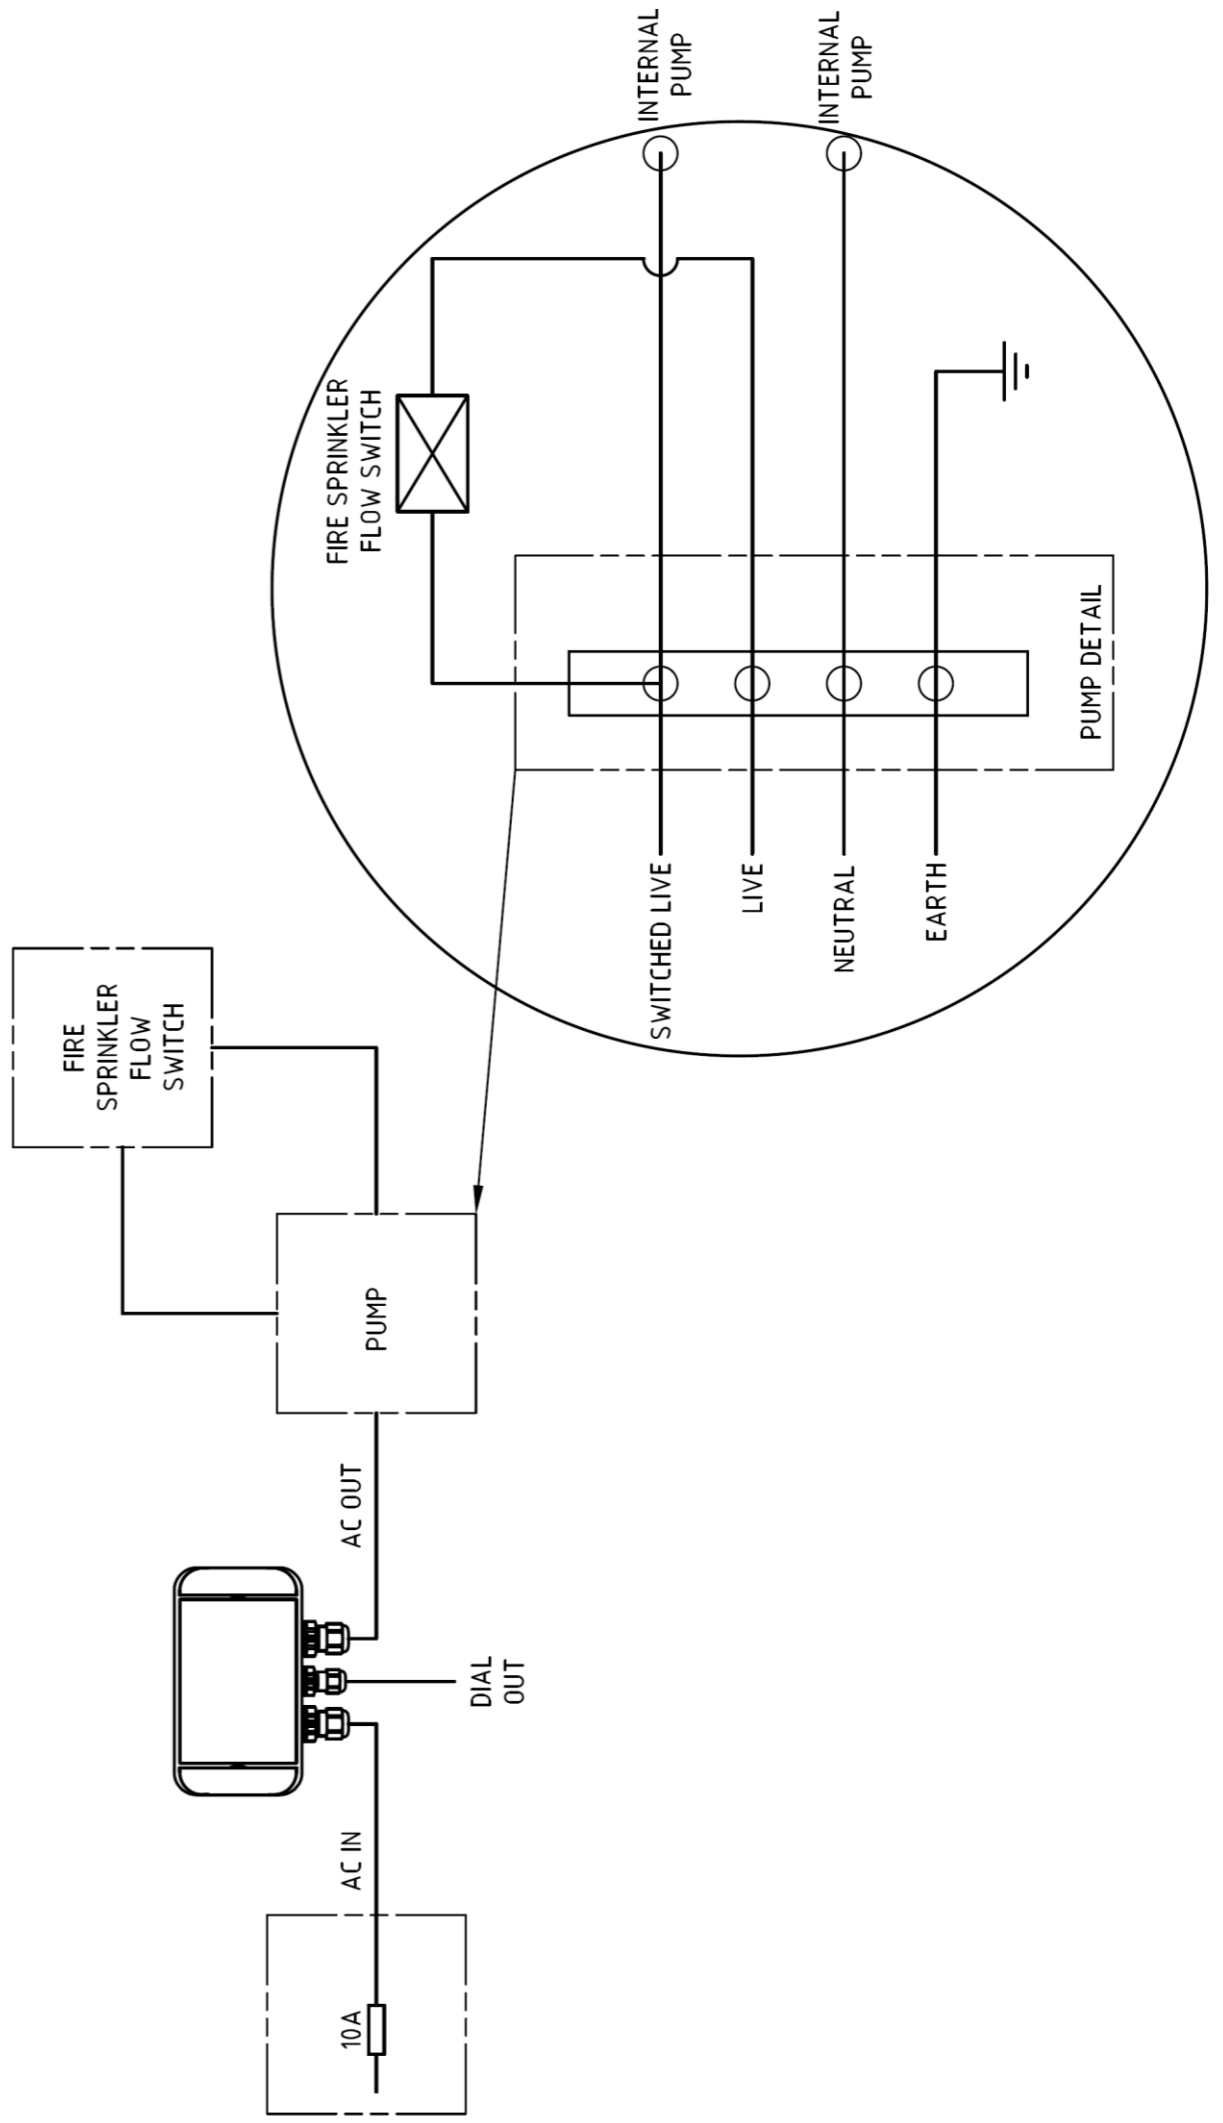 10A
AC IN
DIAL
OUT
AC OUT
PUMP
FIRE
SPRINKLER
FLOW
SWITCH
FIRE SPRINKLER
FLOW SWITCH
SWITCHED LIVE
LIVE
NEUTRAL
EARTH
PUMP DETAIL
INTERNAL
PUMP
INTERNAL
PUMP